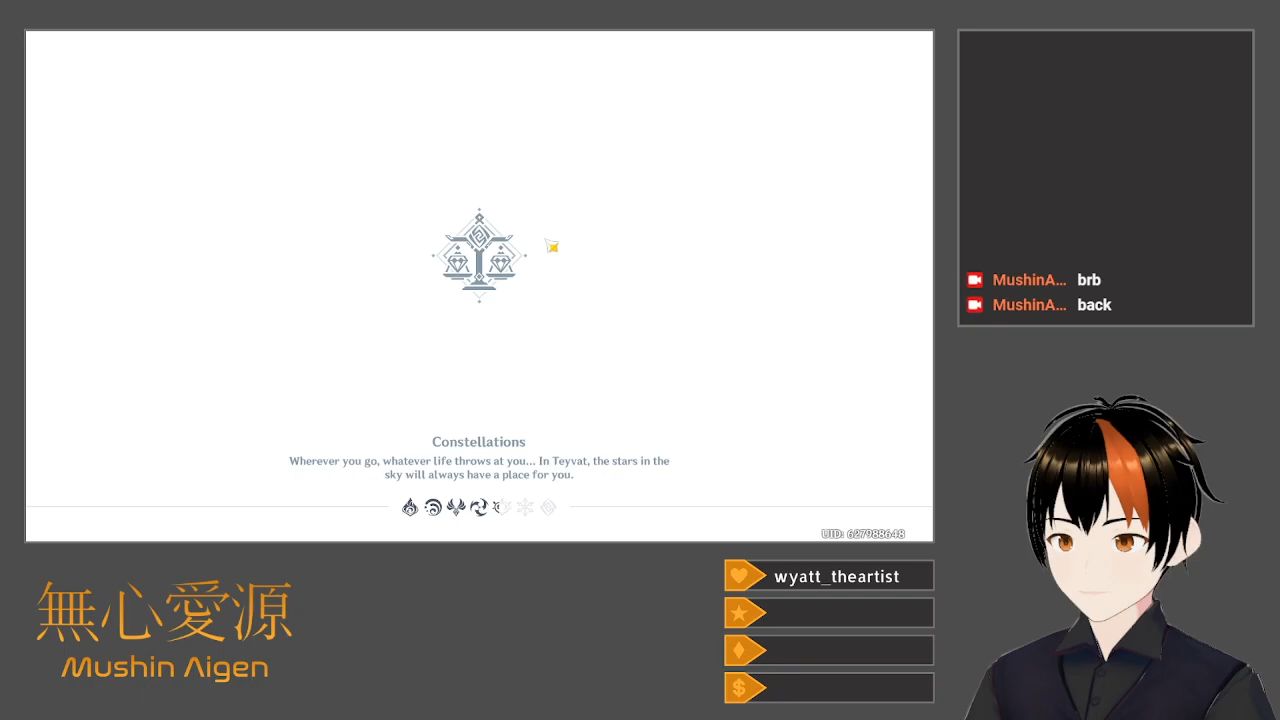 Constellations
Wherever you go, whatever life throws at you... In Teyvat, the stars in the
sky will always have a place for you.
UID: 627988648
MushinA... brb
MushinA... back
無心愛源
Mushin Aigen
wyatt_theartist